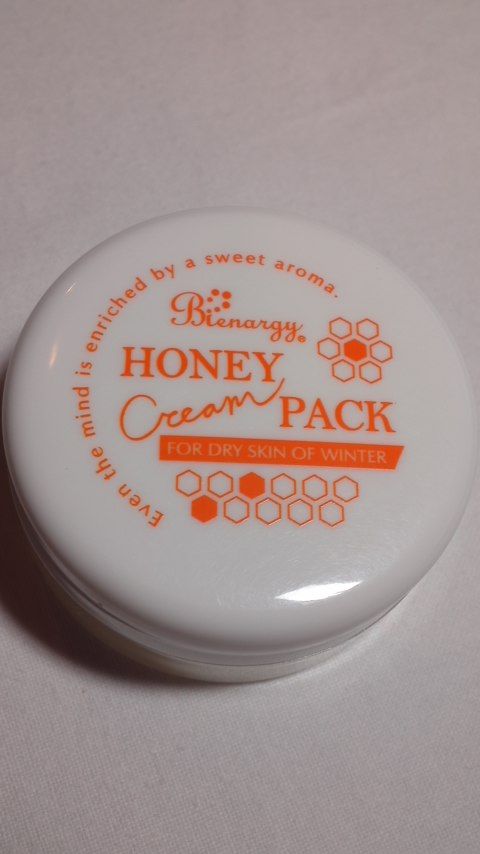 Even the mind is enriched by a sweet aroma.
Bienargy®
HONEY
Cream PACK
FOR DRY SKIN OF WINTER